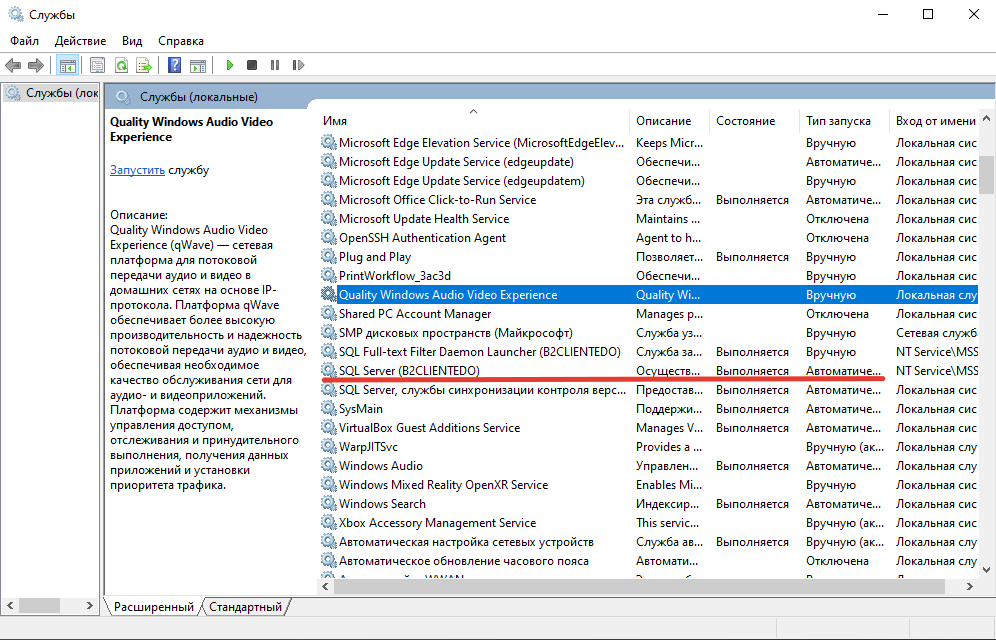 Службы
Файл Действие Вид Справка
Службы (лок
Службы (локальные)
Quality Windows Audio Video
Experience
Запустить службу
Описание:
Quality Windows Audio Video
Experience (qWave) — сетевая
платформа для потоковой
передачи аудио и видео в
домашних сетях на основе IP-
протокола. Платформа qWave
обеспечивает более высокую
производительность и надежность
потоковой передачи аудио и видео,
обеспечивая необходимое
качество обслуживания сети для
аудио- и видеоприложений.
Платформа содержит механизмы
управления доступом,
отслеживания и принудительного
выполнения, получения данных
приложений и установки
приоритета трафика.
Имя Описание Состояние Тип запуска Вход от имени
Microsoft Edge Elevation Service (MicrosoftEdgeElev... Keeps Micr... Вручную Локальная сис
Microsoft Edge Update Service (edgeupdate) Обеспечи... Автоматиче... Локальная сис
Microsoft Edge Update Service (edgeupdatem) Обеспечи... Вручную Локальная сис
Microsoft Office Click-to-Run Service Эта служб... Выполняется Автоматиче... Локальная сис
Microsoft Update Health Service Maintains ... Отключена Локальная сис
OpenSSH Authentication Agent Agent to h... Отключена Локальная сис
Plug and Play Позволяет... Выполняется Вручную Локальная сис
PrintWorkflow_3ac3d Обеспечи... Вручную Локальная сис
Quality Windows Audio Video Experience Quality Wi... Вручную Локальная слу
Shared PC Account Manager Manages p... Отключена Локальная сис
SMP дисковых пространств (Майкрософт) Служба уз... Вручную Сетевая служб
SQL Full-text Filter Daemon Launcher (B2CLIENTEDO) Служба за... Выполняется Вручную NT Service\MSS
SQL Server (B2CLIENTEDO) Осуществ... Выполняется Автоматиче... NT Service\MSS
SQL Server, службы синхронизации контроля верс... Предостав... Выполняется Автоматиче... Локальная сис
SysMain Поддержи... Выполняется Автоматиче... Локальная сис
VirtualBox Guest Additions Service Manages V... Выполняется Автоматиче... Локальная сис
WarpJITSvc Provides a ... Вручную (ак... Локальная слу
Windows Audio Управлен... Выполняется Автоматиче... Локальная слу
Windows Mixed Reality OpenXR Service Enables Mi... Вручную Локальная сис
Windows Search Индексир... Выполняется Автоматиче... Локальная сис
Xbox Accessory Management Service This servic... Вручную (ак... Локальная сис
Автоматическая настройка сетевых устройств Служба ав... Выполняется Вручную (ак... Локальная слу
Автоматическое обновление часового пояса Автомати... Отключена Локальная слу
Расширенный Стандартный